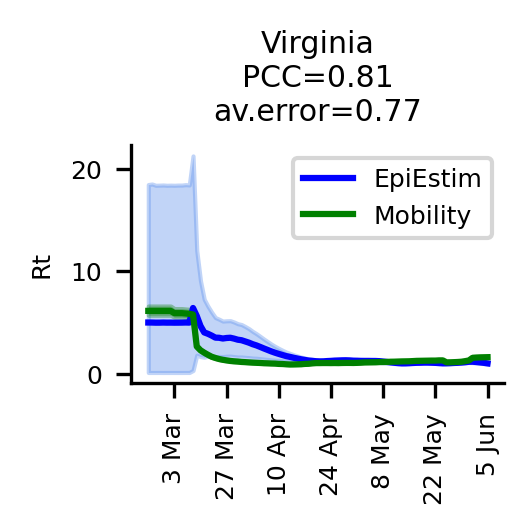 Virginia
PCC=0.81
av.error=0.77
EpiEstim
Mobility
Rt
20
10
0
3 Mar
27 Mar
10 Apr
24 Apr
8 May
22 May
5 Jun